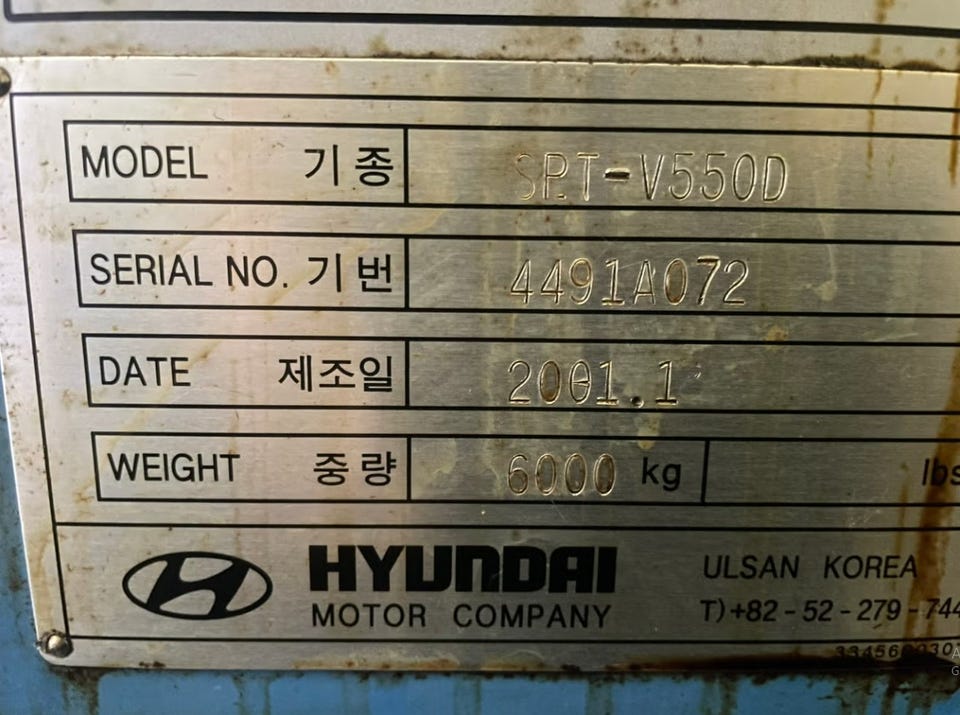 MODEL 기종 SPT-V550D
SERIAL NO. 기번 4491A072
DATE 제조일 2001.1
WEIGHT 중량 6000 kg lbs
HYUNDAI
MOTOR COMPANY
ULSAN KOREA
T)+82-52-279-744